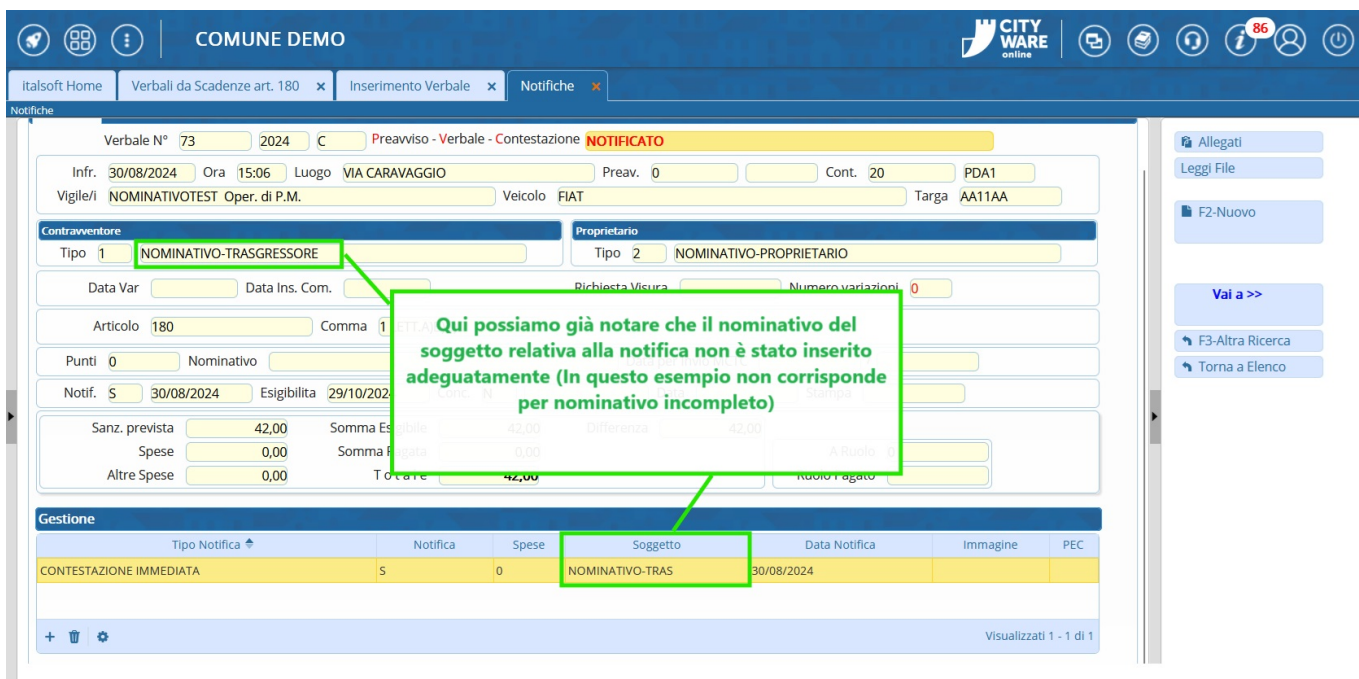 COMUNE DEMO
CITY
WARE
online
86
italsoft Home
Verbali da Scadenze art. 180 x
Inserimento Verbale x
Notifiche x
Notifiche
Verbale N° 73 2024 C Preavviso - Verbale - Contestazione NOTIFICATO
Infr. 30/08/2024 Ora 15:06 Luogo VIA CARAVAGGIO Preav. 0 Cont. 20 PDA1
Vigile/i NOMINATIVOTEST Oper. di P.M. Veicolo FIAT Targa AA11AA
Contravventore
Proprietario
Tipo 1 NOMINATIVO-TRASGRESSORE
Tipo 2 NOMINATIVO-PROPRIETARIO
Data Var Data Ins. Com. Richiesta Visura Numero variazioni 0
Articolo 180 Comma 1
Punti 0 Nominativo
Notif. S 30/08/2024 Esigibilita 29/10/202 Conc. N Stampa
Sanz. prevista 42,00 Somma Esigibile 42,00 Differenza 42,00
Spese 0,00 Somma Pagata 0,00 A Ruolo 0
Altre Spese 0,00 Totale 42,00 Ruolo Pagato
Qui possiamo già notare che il nominativo del
soggetto relativa alla notifica non è stato inserito
adeguatamente (In questo esempio non corrisponde
per nominativo incompleto)
Gestione
Tipo Notifica Notifica Spese Soggetto Data Notifica Immagine PEC
CONTESTAZIONE IMMEDIATA S 0 NOMINATIVO-TRAS 30/08/2024
Visualizzati 1 - 1 di 1
Allegati
Leggi File
F2-Nuovo
Vai a >>
F3-Altra Ricerca
Torna a Elenco